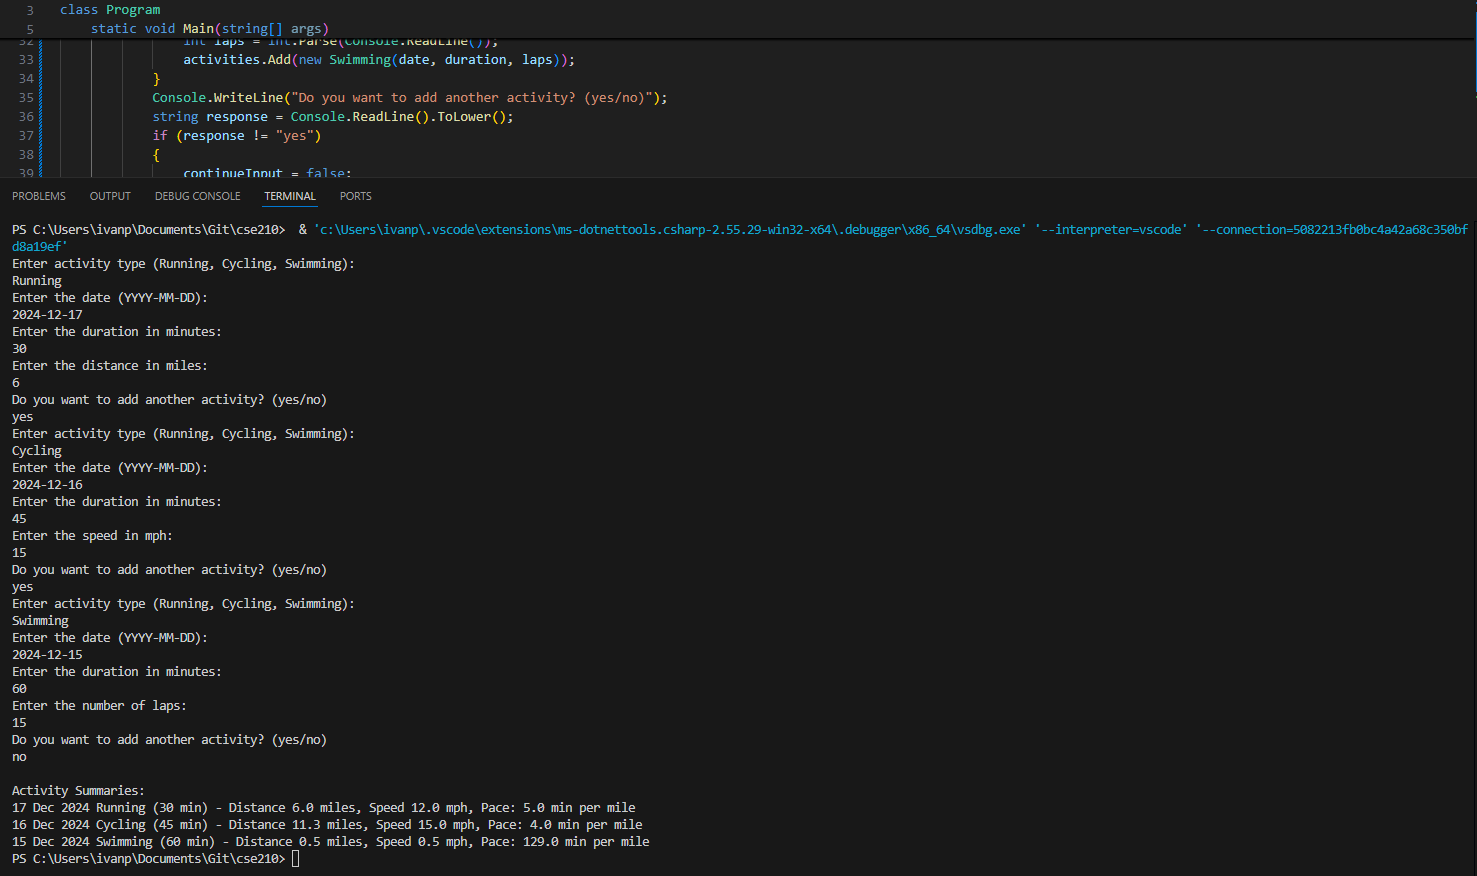 3 class Program
5 static void Main(string[] args)
32 int laps = int.Parse(Console.ReadLine());
33 activities.Add(new Swimming(date, duration, laps));
34 }
35 Console.WriteLine("Do you want to add another activity? (yes/no)");
36 string response = Console.ReadLine().ToLower();
37 if (response != "yes")
38 {
39 continueInput = false;
PROBLEMS OUTPUT DEBUG CONSOLE TERMINAL PORTS
PS C:\Users\ivanp\Documents\Git\cse210> & 'c:\Users\ivanp\.vscode\extensions\ms-dotnettools.csharp-2.55.29-win32-x64\.debugger\x86_64\vsdbg.exe' '--interpreter=vscode' '--connection=5082213fb0bc4a42a68c350bf
d8a19ef'
Enter activity type (Running, Cycling, Swimming):
Running
Enter the date (YYYY-MM-DD):
2024-12-17
Enter the duration in minutes:
30
Enter the distance in miles:
6
Do you want to add another activity? (yes/no)
yes
Enter activity type (Running, Cycling, Swimming):
Cycling
Enter the date (YYYY-MM-DD):
2024-12-16
Enter the duration in minutes:
45
Enter the speed in mph:
15
Do you want to add another activity? (yes/no)
yes
Enter activity type (Running, Cycling, Swimming):
Swimming
Enter the date (YYYY-MM-DD):
2024-12-15
Enter the duration in minutes:
60
Enter the number of laps:
15
Do you want to add another activity? (yes/no)
no
Activity Summaries:
17 Dec 2024 Running (30 min) - Distance 6.0 miles, Speed 12.0 mph, Pace: 5.0 min per mile
16 Dec 2024 Cycling (45 min) - Distance 11.3 miles, Speed 15.0 mph, Pace: 4.0 min per mile
15 Dec 2024 Swimming (60 min) - Distance 0.5 miles, Speed 0.5 mph, Pace: 129.0 min per mile
PS C:\Users\ivanp\Documents\Git\cse210>